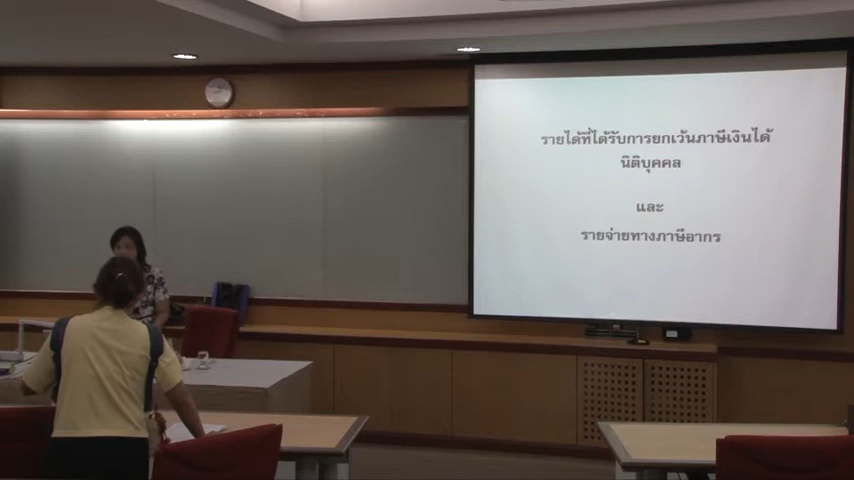 รายได้ที่ได้รับการยกเว้นภาษีเงินได้
นิติบุคคล
และ
รายจ่ายทางภาษีอากร